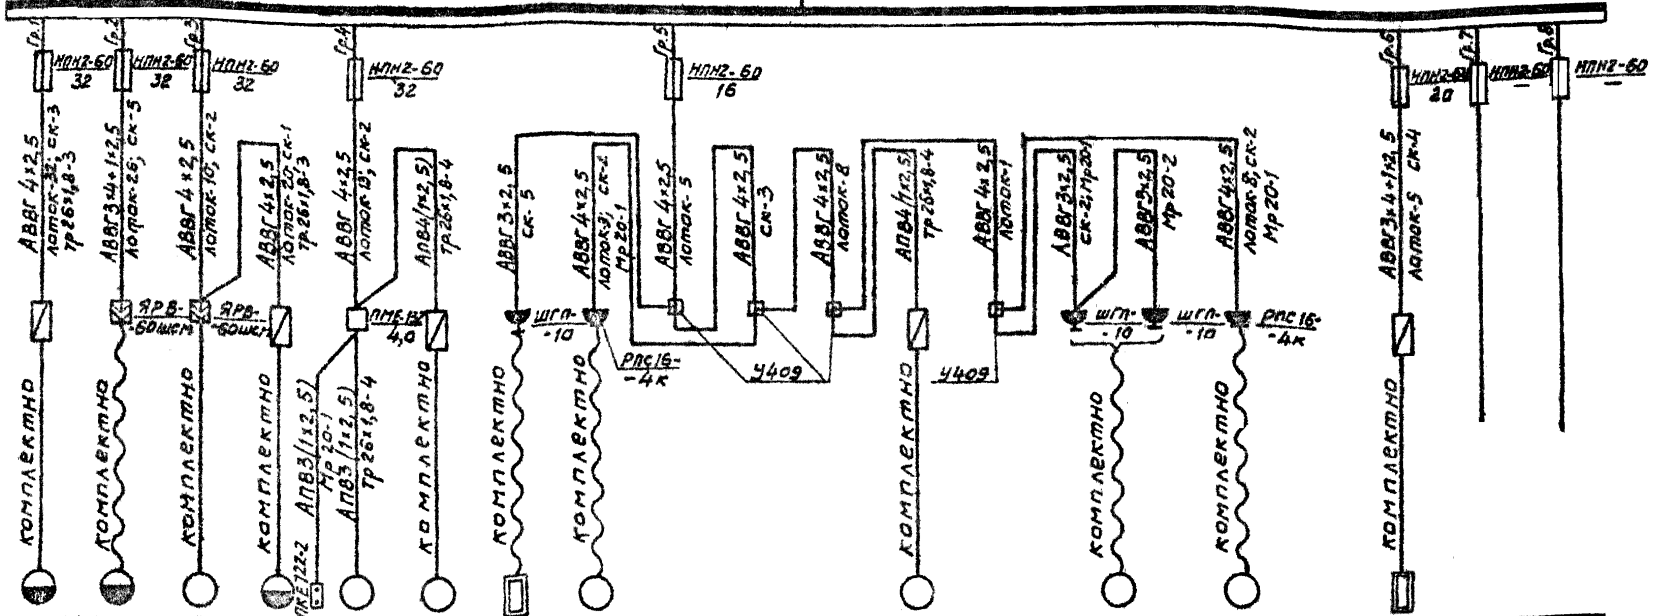 Гр.1
Гр.2
Гр.3
Гр.4
Гр.5
Гр.6
Гр.7
Гр.8
НПН2-60
32
НПН2-60
32
НПН2-60
32
НПН2-60
32
НПН2-60
16
НПН2-60
20
НПН2-60
—
НПН2-60
—
АВВГ 4х2,5
лоток-32; ск-3
тр26х1,8-3
АВВГ3х4+1х2,5
лоток-26; ск-5
АВВГ 4х2,5
лоток-10; ск-2
АВВГ 4х2,5
лоток-20; ск-1
тр26х1,8-3
АВВГ 4х2,5
лоток-13; ск-2
АПВ4(1х2,5)
Тр26х1,8-4
АВВГ 3х2,5
ск-5
АВВГ 4х2,5
лоток-3; ск-2
Мр20-1
АВВГ 4х2,5
лоток-5
АВВГ 4х2,5
ск-3
АВВГ 4х2,5
лоток-8
АПВ4(1х2,5)
тр26х1,8-4
АВВГ 4х2,5
лоток-1
АВВГ3х2,5
ск-2; Мр20-1
АВВГ3х2,5
Мр20-2
АВВГ4х2,5
лоток-8; ск-2
Мр20-1
АВВГ3х4+1х2,5
лоток-5 ск-4
ЯРВ-
-60шсм
ЯРВ-
-60шсм
4,0
ШГП-
-10
РПС16-
-4к
У409
У409
ШГП-
-10
ШГП-
-10
РПС16-
-4к
комплектно
комплектно
комплектно
комплектно
ПКЕ722-2
АПВ3(1х2,5)
Мр20-1
АПВ3(1х2,5)
Тр26х1,8-4
комплектно
комплектно
комплектно
комплектно
комплектно
комплектно
комплектно